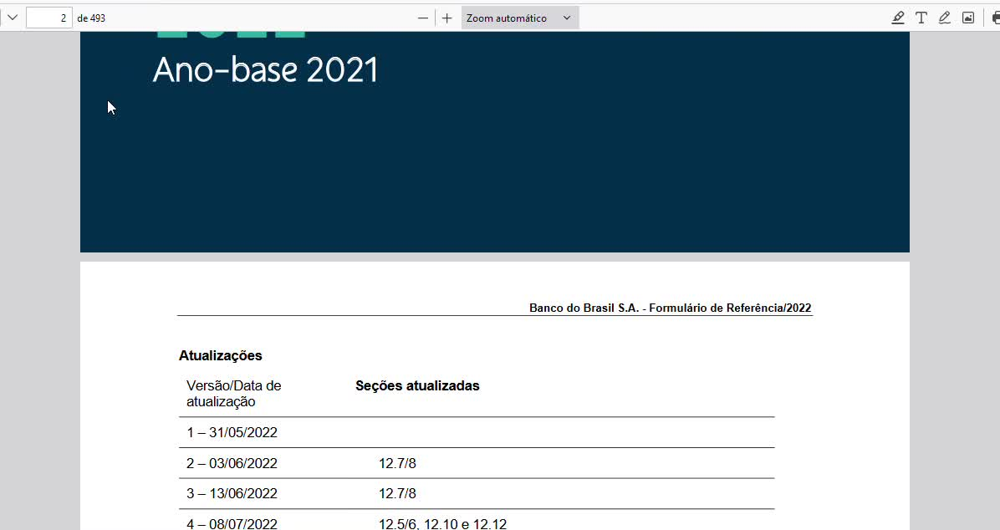 2 de 493 Zoom automático
Ano-base 2021
Banco do Brasil S.A. - Formulário de Referência/2022
Atualizações
Versão/Data de Seções atualizadas
atualização
1 – 31/05/2022
2 – 03/06/2022 12.7/8
3 – 13/06/2022 12.7/8
4 – 08/07/2022 12.5/6, 12.10 e 12.12